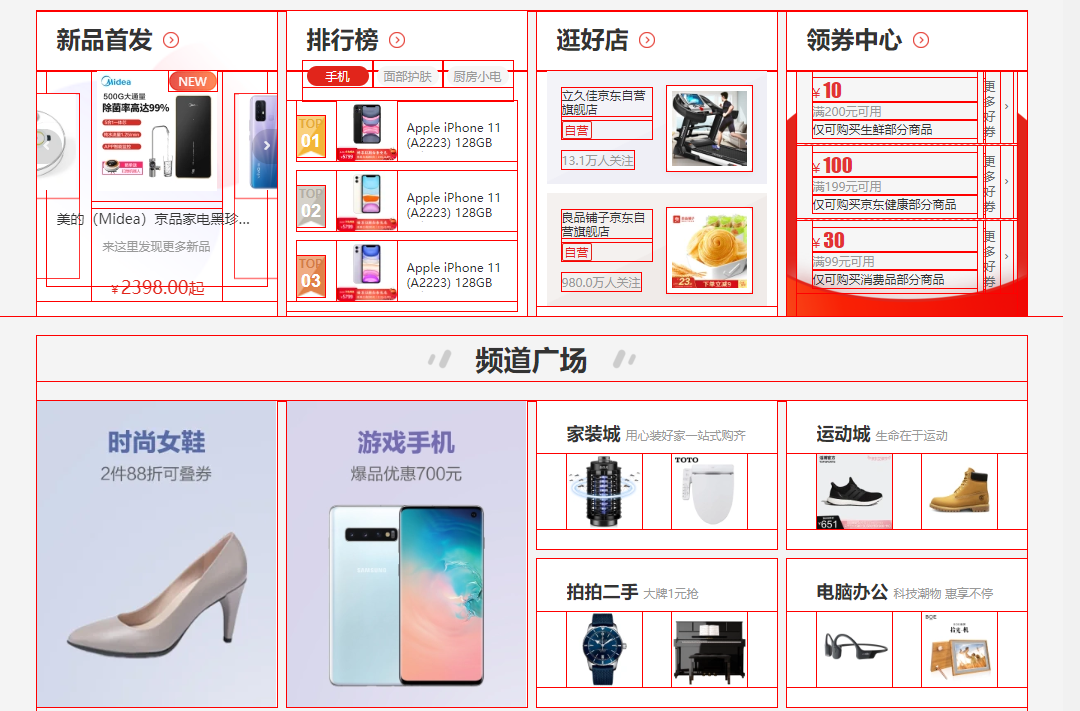 新品首发
排行榜
逛好店
领券中心
Midea
NEW
500G大通量
除菌率高达99%
美的（Midea）京品家电黑珍...
来这里发现更多新品
¥2398.00起
手机
面部护肤
厨房小电
TOP
01
Apple iPhone 11
(A2223) 128GB
TOP
02
Apple iPhone 11
(A2223) 128GB
TOP
03
Apple iPhone 11
(A2223) 128GB
立久佳京东自营
旗舰店
自营
13.1万人关注
良品铺子京东自
营旗舰店
自营
980.0万人关注
¥ 10
满200元可用
仅可购买生鲜部分商品
更多好券
¥ 100
满199元可用
仅可购买京东健康部分商品
更多好券
¥ 30
满99元可用
仅可购买消费品部分商品
更多好券
频道广场
时尚女鞋
2件88折可叠券
游戏手机
爆品优惠700元
SAMSUNG
家装城 用心装好家一站式购齐
TOTO
运动城 生命在于运动
¥651
拍拍二手 大牌1元抢
电脑办公 科技潮物 惠享不停